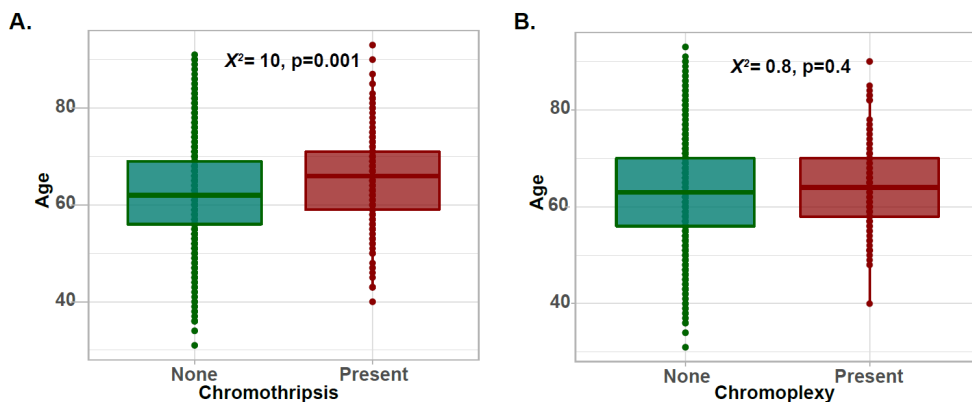 A.
X²= 10, p=0.001
Age
80
60
40
None Present
Chromothripsis
B.
X²= 0.8, p=0.4
Age
80
60
40
None Present
Chromoplexy